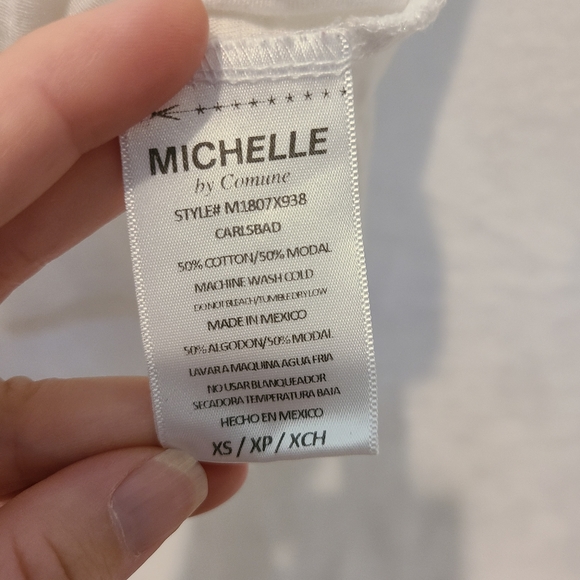 MICHELLE
by Comune
STYLE# M1807X938
CARLSBAD
50% COTTON/50% MODAL
MACHINE WASH COLD
DO NOT BLEACH/TUMBLE DRY LOW
MADE IN MEXICO
50% ALGODON/50% MODAL
LAVAR A MAQUINA AGUA FRIA
NO USAR BLANQUEADOR
SECADORA TEMPERATURA BAJA
HECHO EN MEXICO
XS / XP / XCH